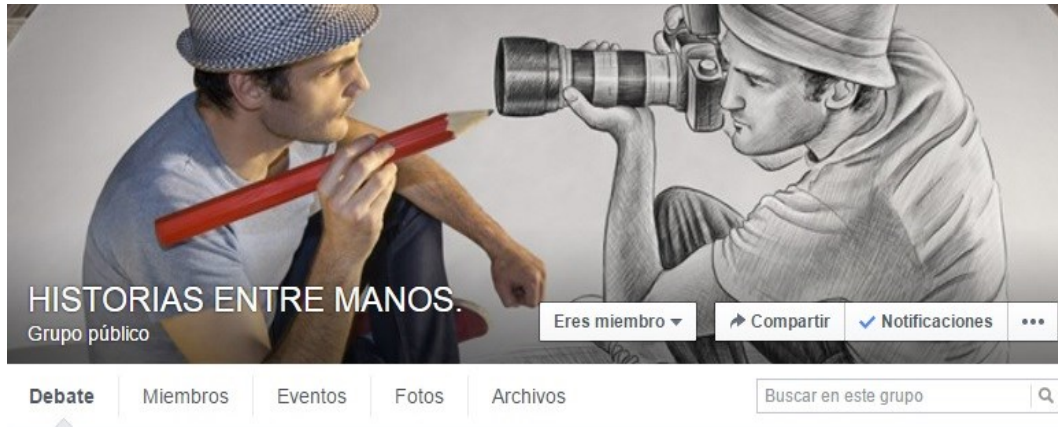 HISTORIAS ENTRE MANOS.
Grupo público
Eres miembro
Compartir
Notificaciones
Debate
Miembros
Eventos
Fotos
Archivos
Buscar en este grupo